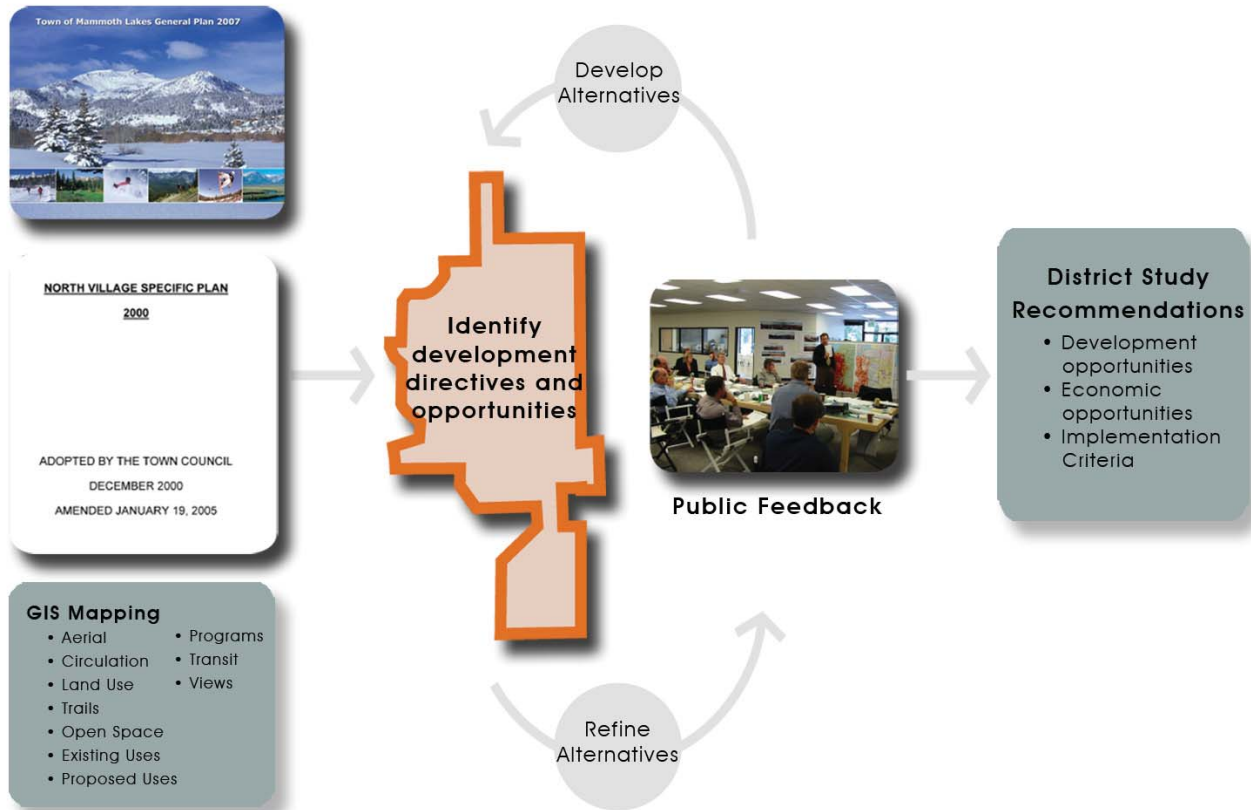 Town of Mammoth Lakes General Plan 2007
NORTH VILLAGE SPECIFIC PLAN
2000
ADOPTED BY THE TOWN COUNCIL
DECEMBER 2000
AMENDED JANUARY 19, 2005
GIS Mapping
• Aerial
• Circulation
• Land Use
• Trails
• Open Space
• Existing Uses
• Proposed Uses
• Programs
• Transit
• Views
Develop
Alternatives
Identify
development
directives and
opportunities
Public Feedback
Refine
Alternatives
District Study
Recommendations
• Development
opportunities
• Economic
opportunities
• Implementation
Criteria